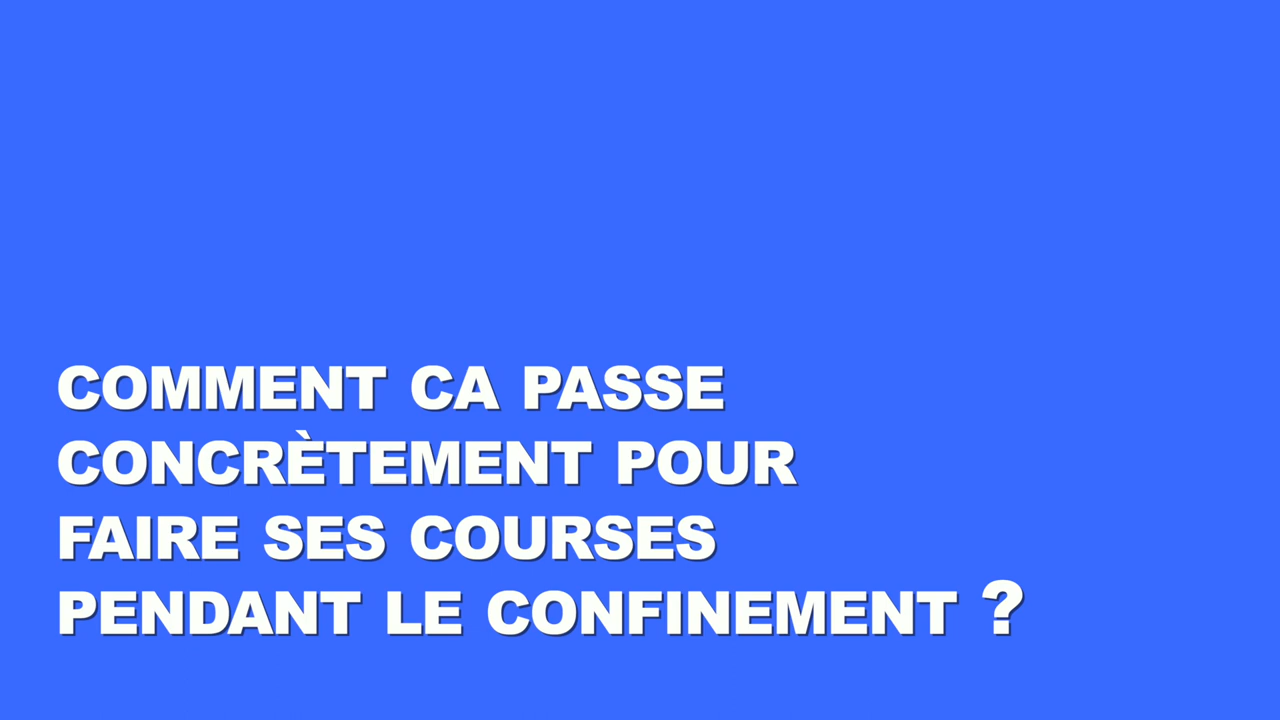 COMMENT CA PASSE
CONCRÈTEMENT POUR
FAIRE SES COURSES
PENDANT LE CONFINEMENT ?